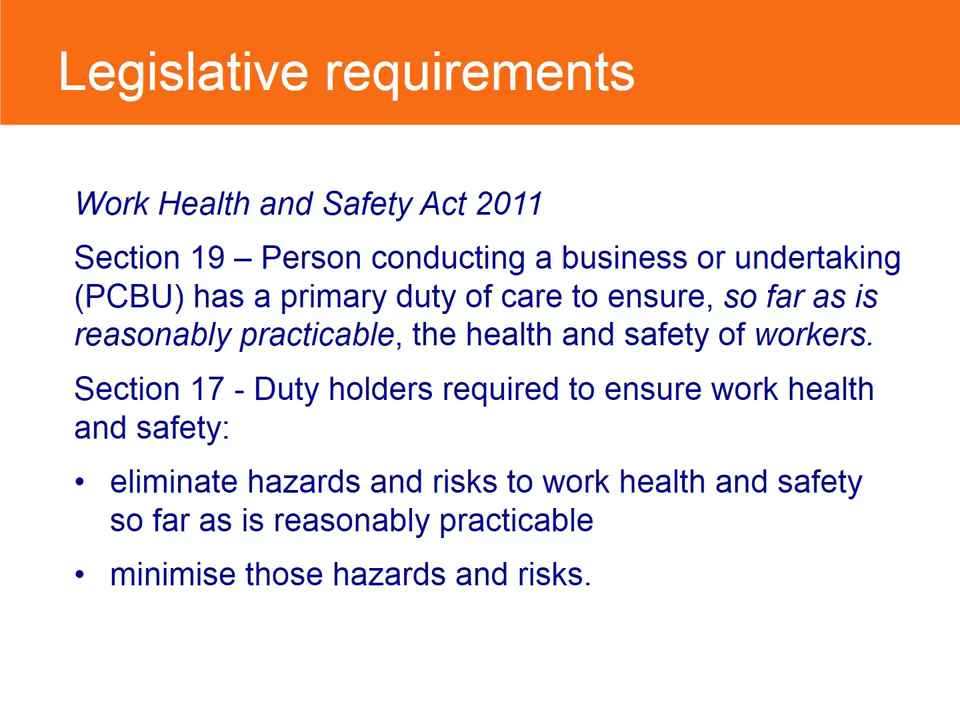 Legislative requirements
Work Health and Safety Act 2011
Section 19 – Person conducting a business or undertaking
(PCBU) has a primary duty of care to ensure, so far as is
reasonably practicable, the health and safety of workers.
Section 17 - Duty holders required to ensure work health
and safety:
• eliminate hazards and risks to work health and safety
so far as is reasonably practicable
• minimise those hazards and risks.